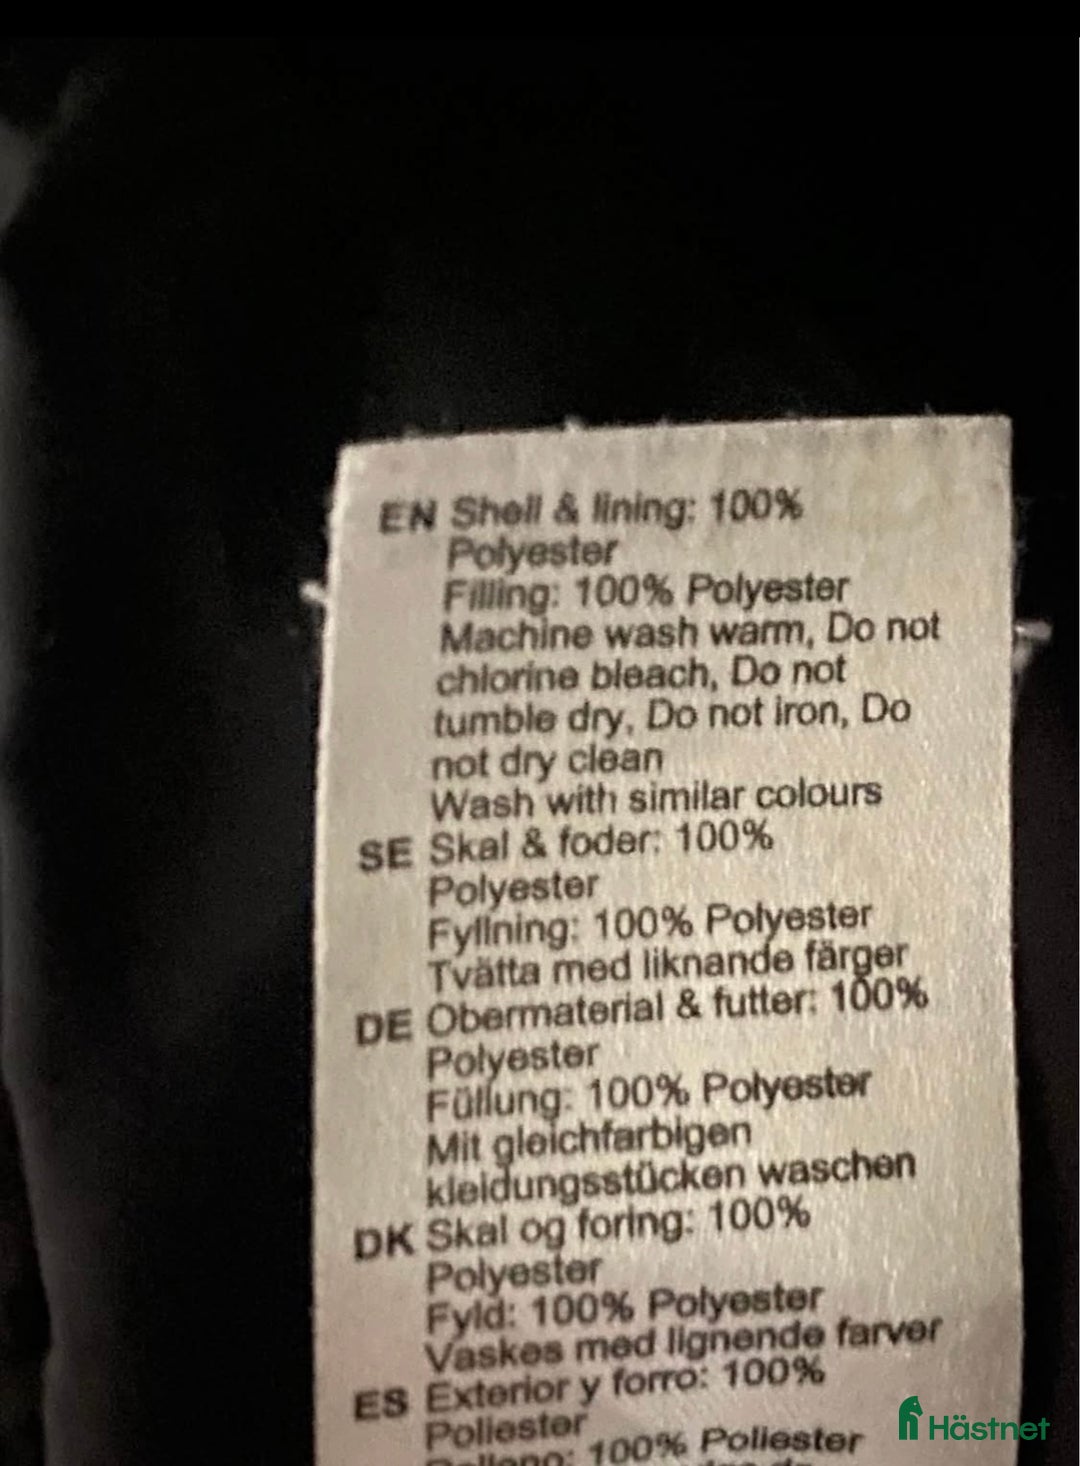 EN Shell & lining: 100%
Polyester
Filling: 100% Polyester
Machine wash warm, Do not
chlorine bleach, Do not
tumble dry, Do not iron, Do
not dry clean
Wash with similar colours
SE Skal & foder: 100%
Polyester
Fyllning: 100% Polyester
Tvätta med liknande färger
DE Obermaterial & futter: 100%
Polyester
Füllung: 100% Polyester
Mit gleichfarbigen
kleidungsstücken waschen
DK Skal og foring: 100%
Polyester
Fyld: 100% Polyester
Vaskes med lignende farver
ES Exterior y forro: 100%
Poliester
100% Poliester
Hästnet